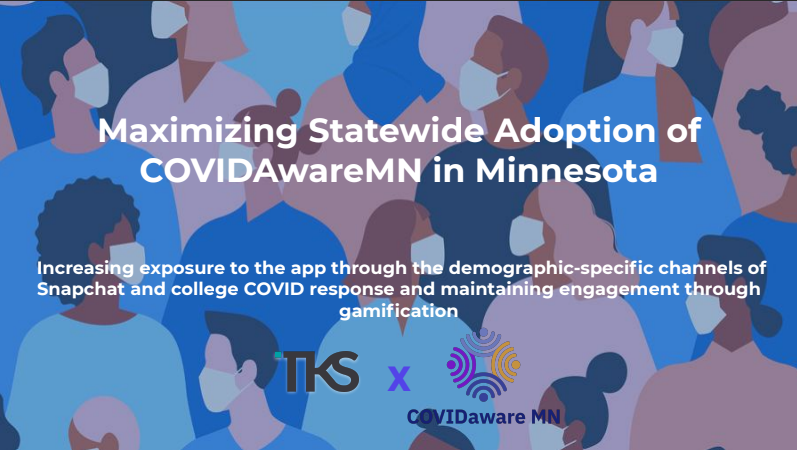 Maximizing Statewide Adoption of
COVIDAwareMN in Minnesota
Increasing exposure to the app through the demographic-specific channels of
Snapchat and college COVID response and maintaining engagement through
gamification
TKS x
COVIDaware MN